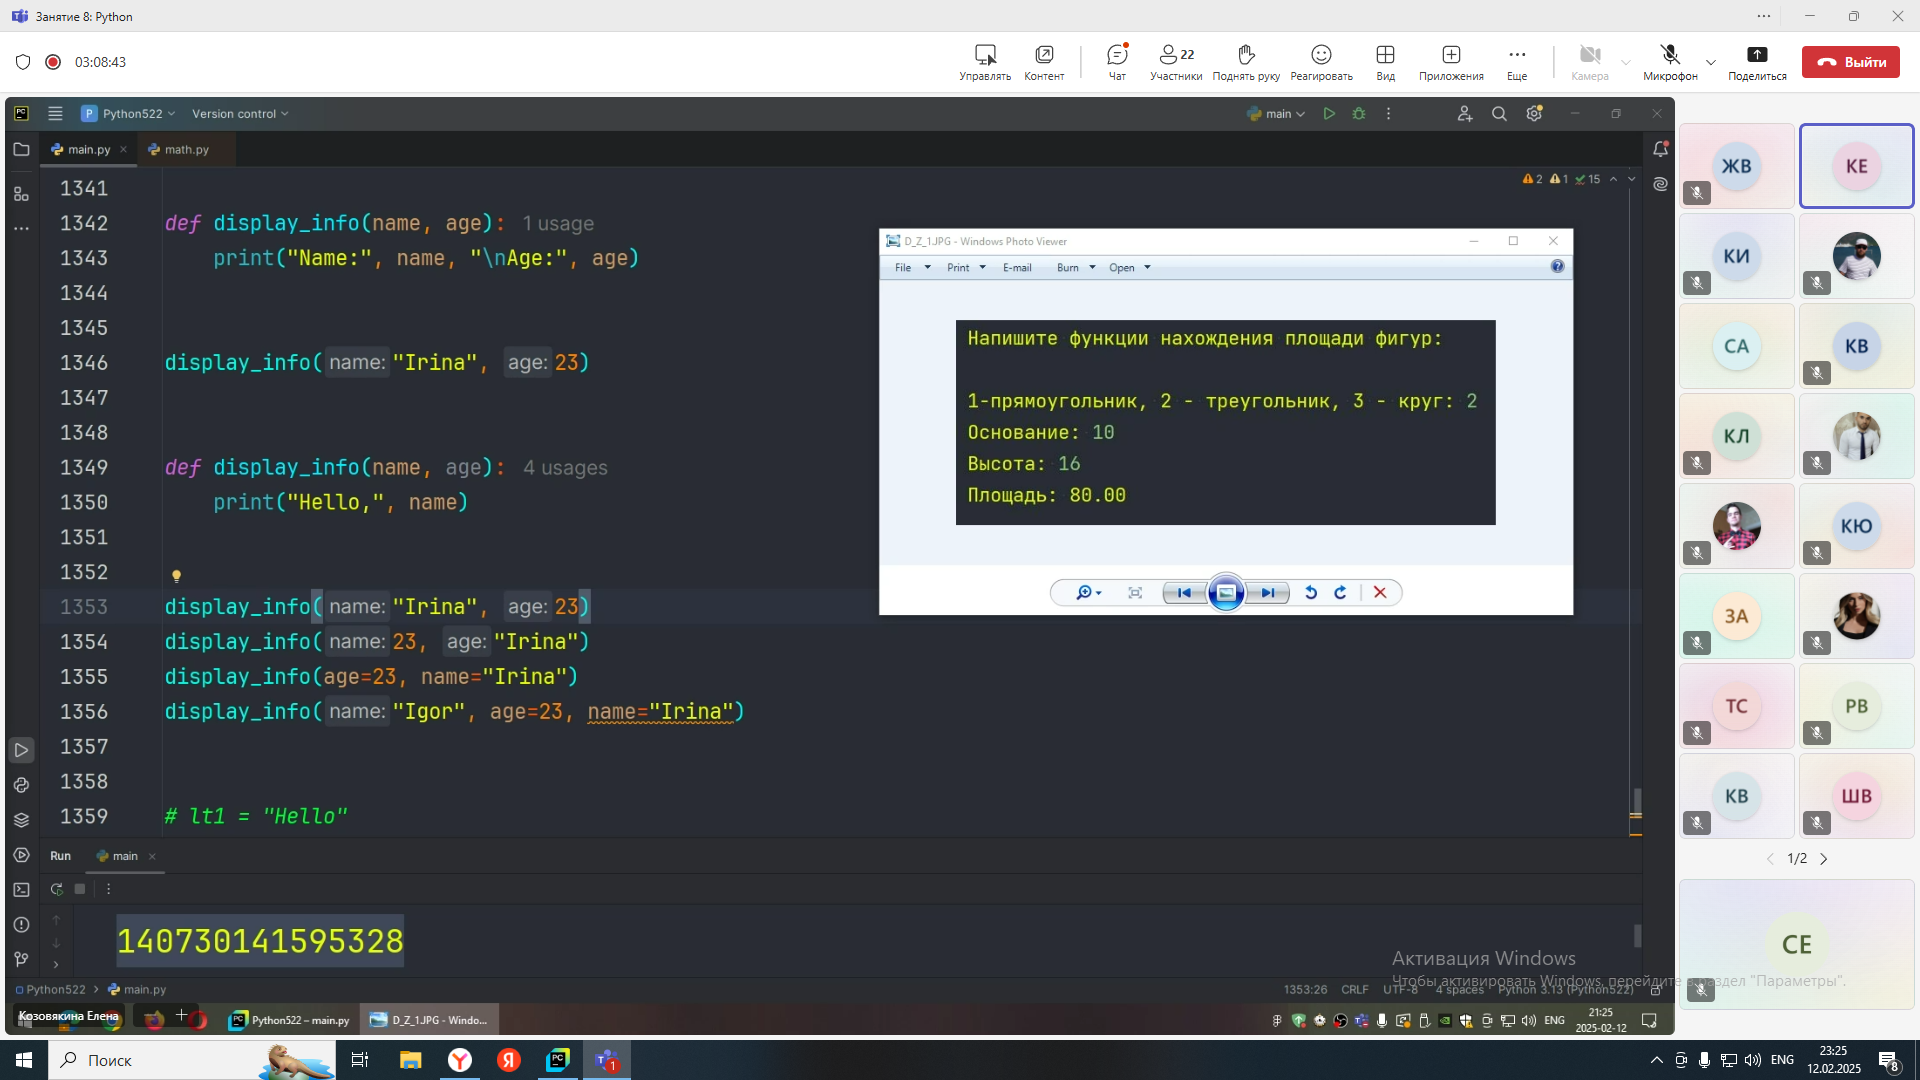 Занятие 8: Python
03:08:43
Управлять
Контент
Чат
22
Участники
Поднять руку
Реагировать
Вид
Приложения
Еще
Камера
Микрофон
Поделиться
Выйти
PC
P Python522
Version control
main
main.py
math.py
2 1 15
1341
1342 def display_info(name, age): 1 usage
1343 print("Name:", name, "\nAge:", age)
1344
1345
1346 display_info( name: "Irina", age: 23)
1347
1348
1349 def display_info(name, age): 4 usages
1350 print("Hello,", name)
1351
1352
1353 display_info( name: "Irina", age: 23)
1354 display_info( name: 23, age: "Irina")
1355 display_info(age=23, name="Irina")
1356 display_info( name: "Igor", age=23, name="Irina")
1357
1358
1359 # lt1 = "Hello"
D_Z_1.JPG - Windows Photo Viewer
File Print E-mail Burn Open
Напишите функции нахождения площади фигур:
1-прямоугольник, 2 - треугольник, 3 - круг: 2
Основание: 10
Высота: 16
Площадь: 80.00
Run main
140730141595328
Python522 > main.py
1353:26 CRLF UTF-8 4 spaces Python 3.13 (Python522)
Активация Windows
Чтобы активировать Windows, перейдите в раздел "Параметры".
Козовякина Елена
Python522 – main.py
D_Z_1.JPG - Windo...
ENG
21:25
2025-02-12
ЖВ
КЕ
КИ
СА
КВ
КЛ
КЮ
ЗА
ТС
РВ
КВ
ШВ
1/2
СЕ
Поиск
1
ENG
23:25
12.02.2025
8